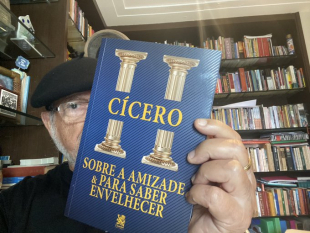 CÍCERO
SOBRE A AMIZADE
& PARA SABER
ENVELHECER